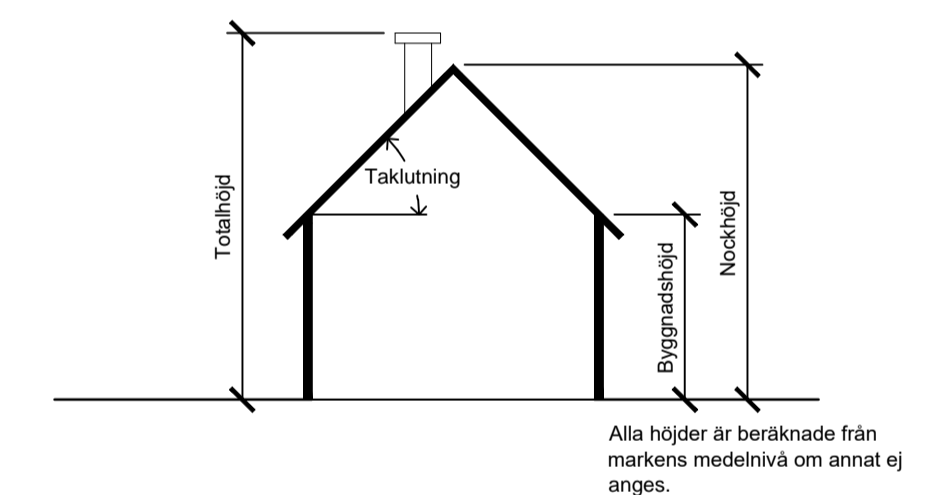 Totalhöjd
Taklutning
Byggnadshöjd
Nockhöjd
Alla höjder är beräknade från
markens medelnivå om annat ej
anges.